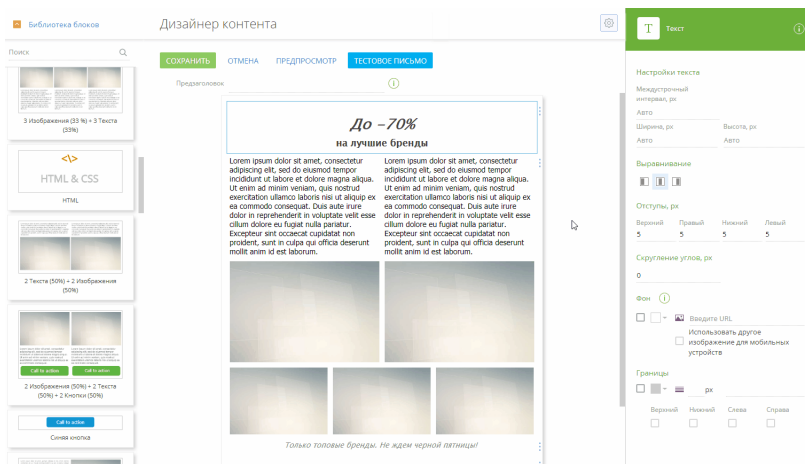 Библиотека блоков
Дизайнер контента
Поиск
СОХРАНИТЬ
ОТМЕНА
ПРЕДПРОСМОТР
ТЕСТОВОЕ ПИСЬМО
Предзаголовок
3 Изображения (33 %) + 3 Текста
(33%)
</>
HTML & CSS
HTML
2 Текста (50%) + 2 Изображения
(50%)
Call to action
Call to action
2 Изображения (50%) + 2 Текста
(50%) + 2 Кнопки (50%)
Call to action
Синяя кнопка
До -70%
на лучшие бренды
Lorem ipsum dolor sit amet, consectetur
adipiscing elit, sed do eiusmod tempor
incididunt ut labore et dolore magna aliqua.
Ut enim ad minim veniam, quis nostrud
exercitation ullamco laboris nisi ut aliquip ex
ea commodo consequat. Duis aute irure
dolor in reprehenderit in voluptate velit esse
cillum dolore eu fugiat nulla pariatur.
Excepteur sint occaecat cupidatat non
proident, sunt in culpa qui officia deserunt
mollit anim id est laborum.
Lorem ipsum dolor sit amet, consectetur
adipiscing elit, sed do eiusmod tempor
incididunt ut labore et dolore magna aliqua.
Ut enim ad minim veniam, quis nostrud
exercitation ullamco laboris nisi ut aliquip ex
ea commodo consequat. Duis aute irure
dolor in reprehenderit in voluptate velit esse
cillum dolore eu fugiat nulla pariatur.
Excepteur sint occaecat cupidatat non
proident, sunt in culpa qui officia deserunt
mollit anim id est laborum.
Только топовые бренды. Не ждем черной пятницы!
T
Текст
Настройки текста
Междустрочный
интервал, px
Авто
Ширина, px Высота, px
Авто Авто
Выравнивание
Отступы, px
Верхний Правый Нижний Левый
5 5 5 5
Скругление углов, px
0
Фон
Введите URL
Использовать другое
изображение для мобильных
устройств
Границы
px
Верхний Нижний Слева Справа